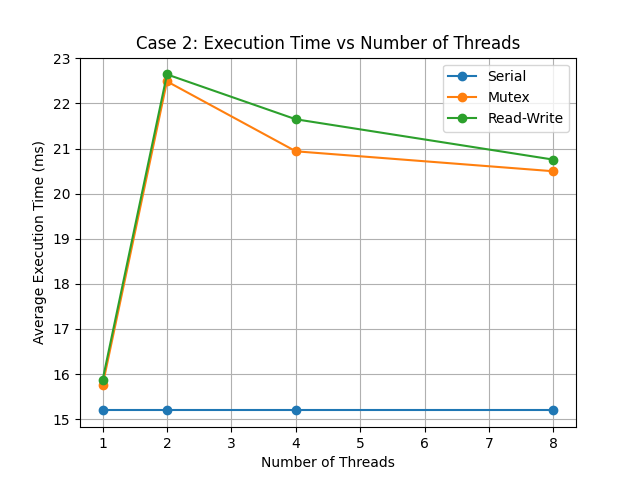 Case 2: Execution Time vs Number of Threads
Serial
Mutex
Read-Write
Average Execution Time (ms)
23
22
21
20
19
18
17
16
15
1 2 3 4 5 6 7 8
Number of Threads